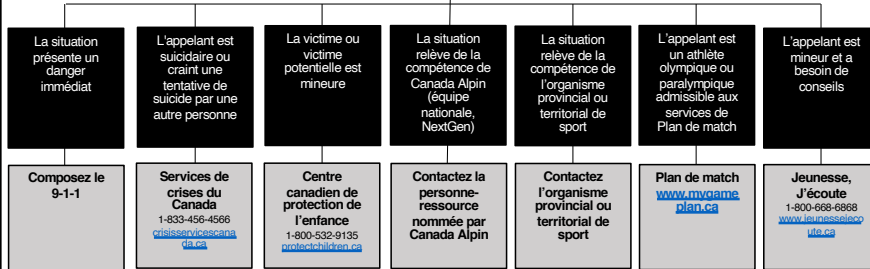 La situation
présente un
danger
immédiat
L'appelant est
suicidaire ou
craint une
tentative de
suicide par une
autre personne
La victime ou
victime
potentielle est
mineure
La situation
relève de la
compétence de
Canada Alpin
(équipe
nationale,
NextGen)
La situation
relève de la
compétence de
l'organisme
provincial ou
territorial de
sport
L'appelant est
un athlète
olympique ou
paralympique
admissible aux
services de
Plan de match
L'appelant est
mineur et a
besoin de
conseils
Composez le
9-1-1
Services de
crises du
Canada
1-833-456-4566
crisisservicescana
da.ca
Centre
canadien de
protection de
l'enfance
1-800-532-9135
protectchildren.ca
Contactez la
personne-
ressource
nommée par
Canada Alpin
Contactez
l'organisme
provincial ou
territorial de
sport
Plan de match
www.mygame
plan.ca
Jeunesse,
J'écoute
1-800-668-6868
www.jeunessejeco
ute.ca